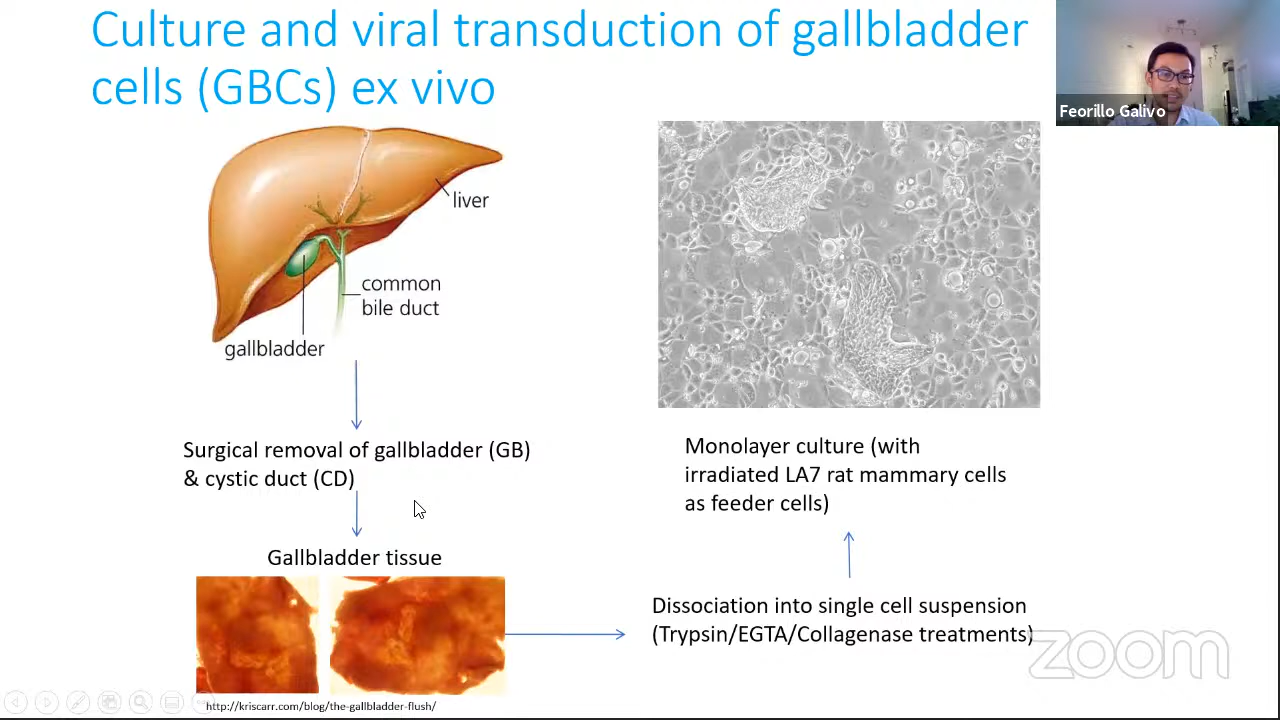 Culture and viral transduction of gallbladder
cells (GBCs) ex vivo
Feorillo Galivo
liver
common
bile duct
gallbladder
Surgical removal of gallbladder (GB)
& cystic duct (CD)
Gallbladder tissue
http://kriscarr.com/blog/the-gallbladder-flush/
Monolayer culture (with
irradiated LA7 rat mammary cells
as feeder cells)
Dissociation into single cell suspension
(Trypsin/EGTA/Collagenase treatments)
zoom